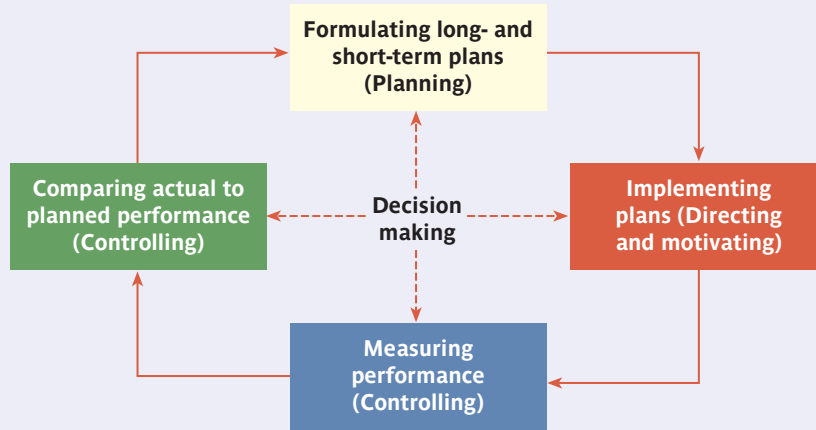 Formulating long- and
short-term plans
(Planning)
Comparing actual to
planned performance
(Controlling)
Decision
making
Implementing
plans (Directing
and motivating)
Measuring
performance
(Controlling)